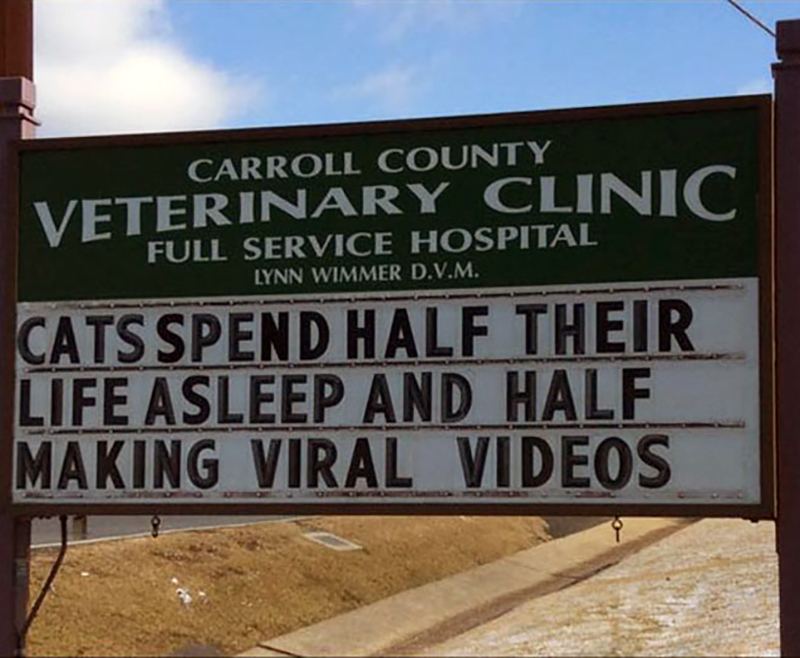 CARROLL COUNTY
VETERINARY CLINIC
FULL SERVICE HOSPITAL
LYNN WIMMER D.V.M.
CATS SPEND HALF THEIR
LIFE ASLEEP AND HALF
MAKING VIRAL VIDEOS